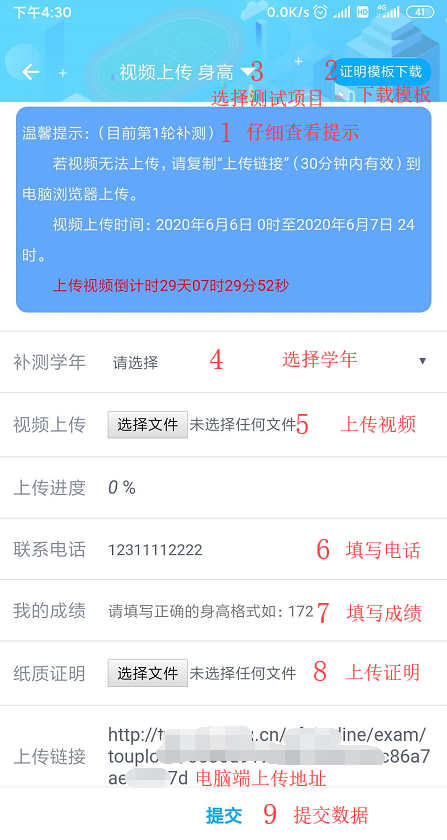 下午4:30 0.0K/s HD 4G 41
视频上传 身高 3 2 证明模板下载
选择测试项目 下载模板
温馨提示：（目前第1轮补测） 1 仔细查看提示
若视频无法上传，请复制“上传链接”（30分钟内有效）到
电脑浏览器上传。
视频上传时间：2020年6月6日 0时至2020年6月7日 24
时。
上传视频倒计时29天07时29分52秒
补测学年 请选择 4 选择学年
视频上传 选择文件 未选择任何文件 5 上传视频
上传进度 0 %
联系电话 12311112222 6 填写电话
我的成绩 请填写正确的身高格式如：172 7 填写成绩
纸质证明 选择文件 未选择任何文件 8 上传证明
http://t g.cn/ line/exam/
上传链接 touplo c86a7
ae 7d 电脑端上传地址
提交 9 提交数据